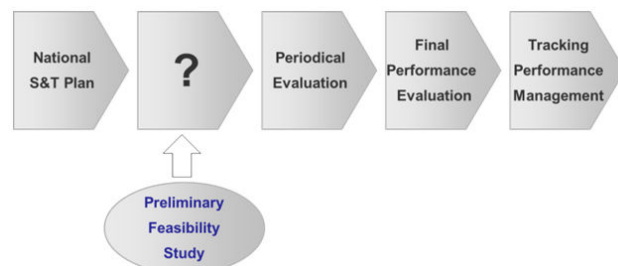 National
S&T Plan
?
Periodical
Evaluation
Final
Performance
Evaluation
Tracking
Performance
Management
Preliminary
Feasibility
Study